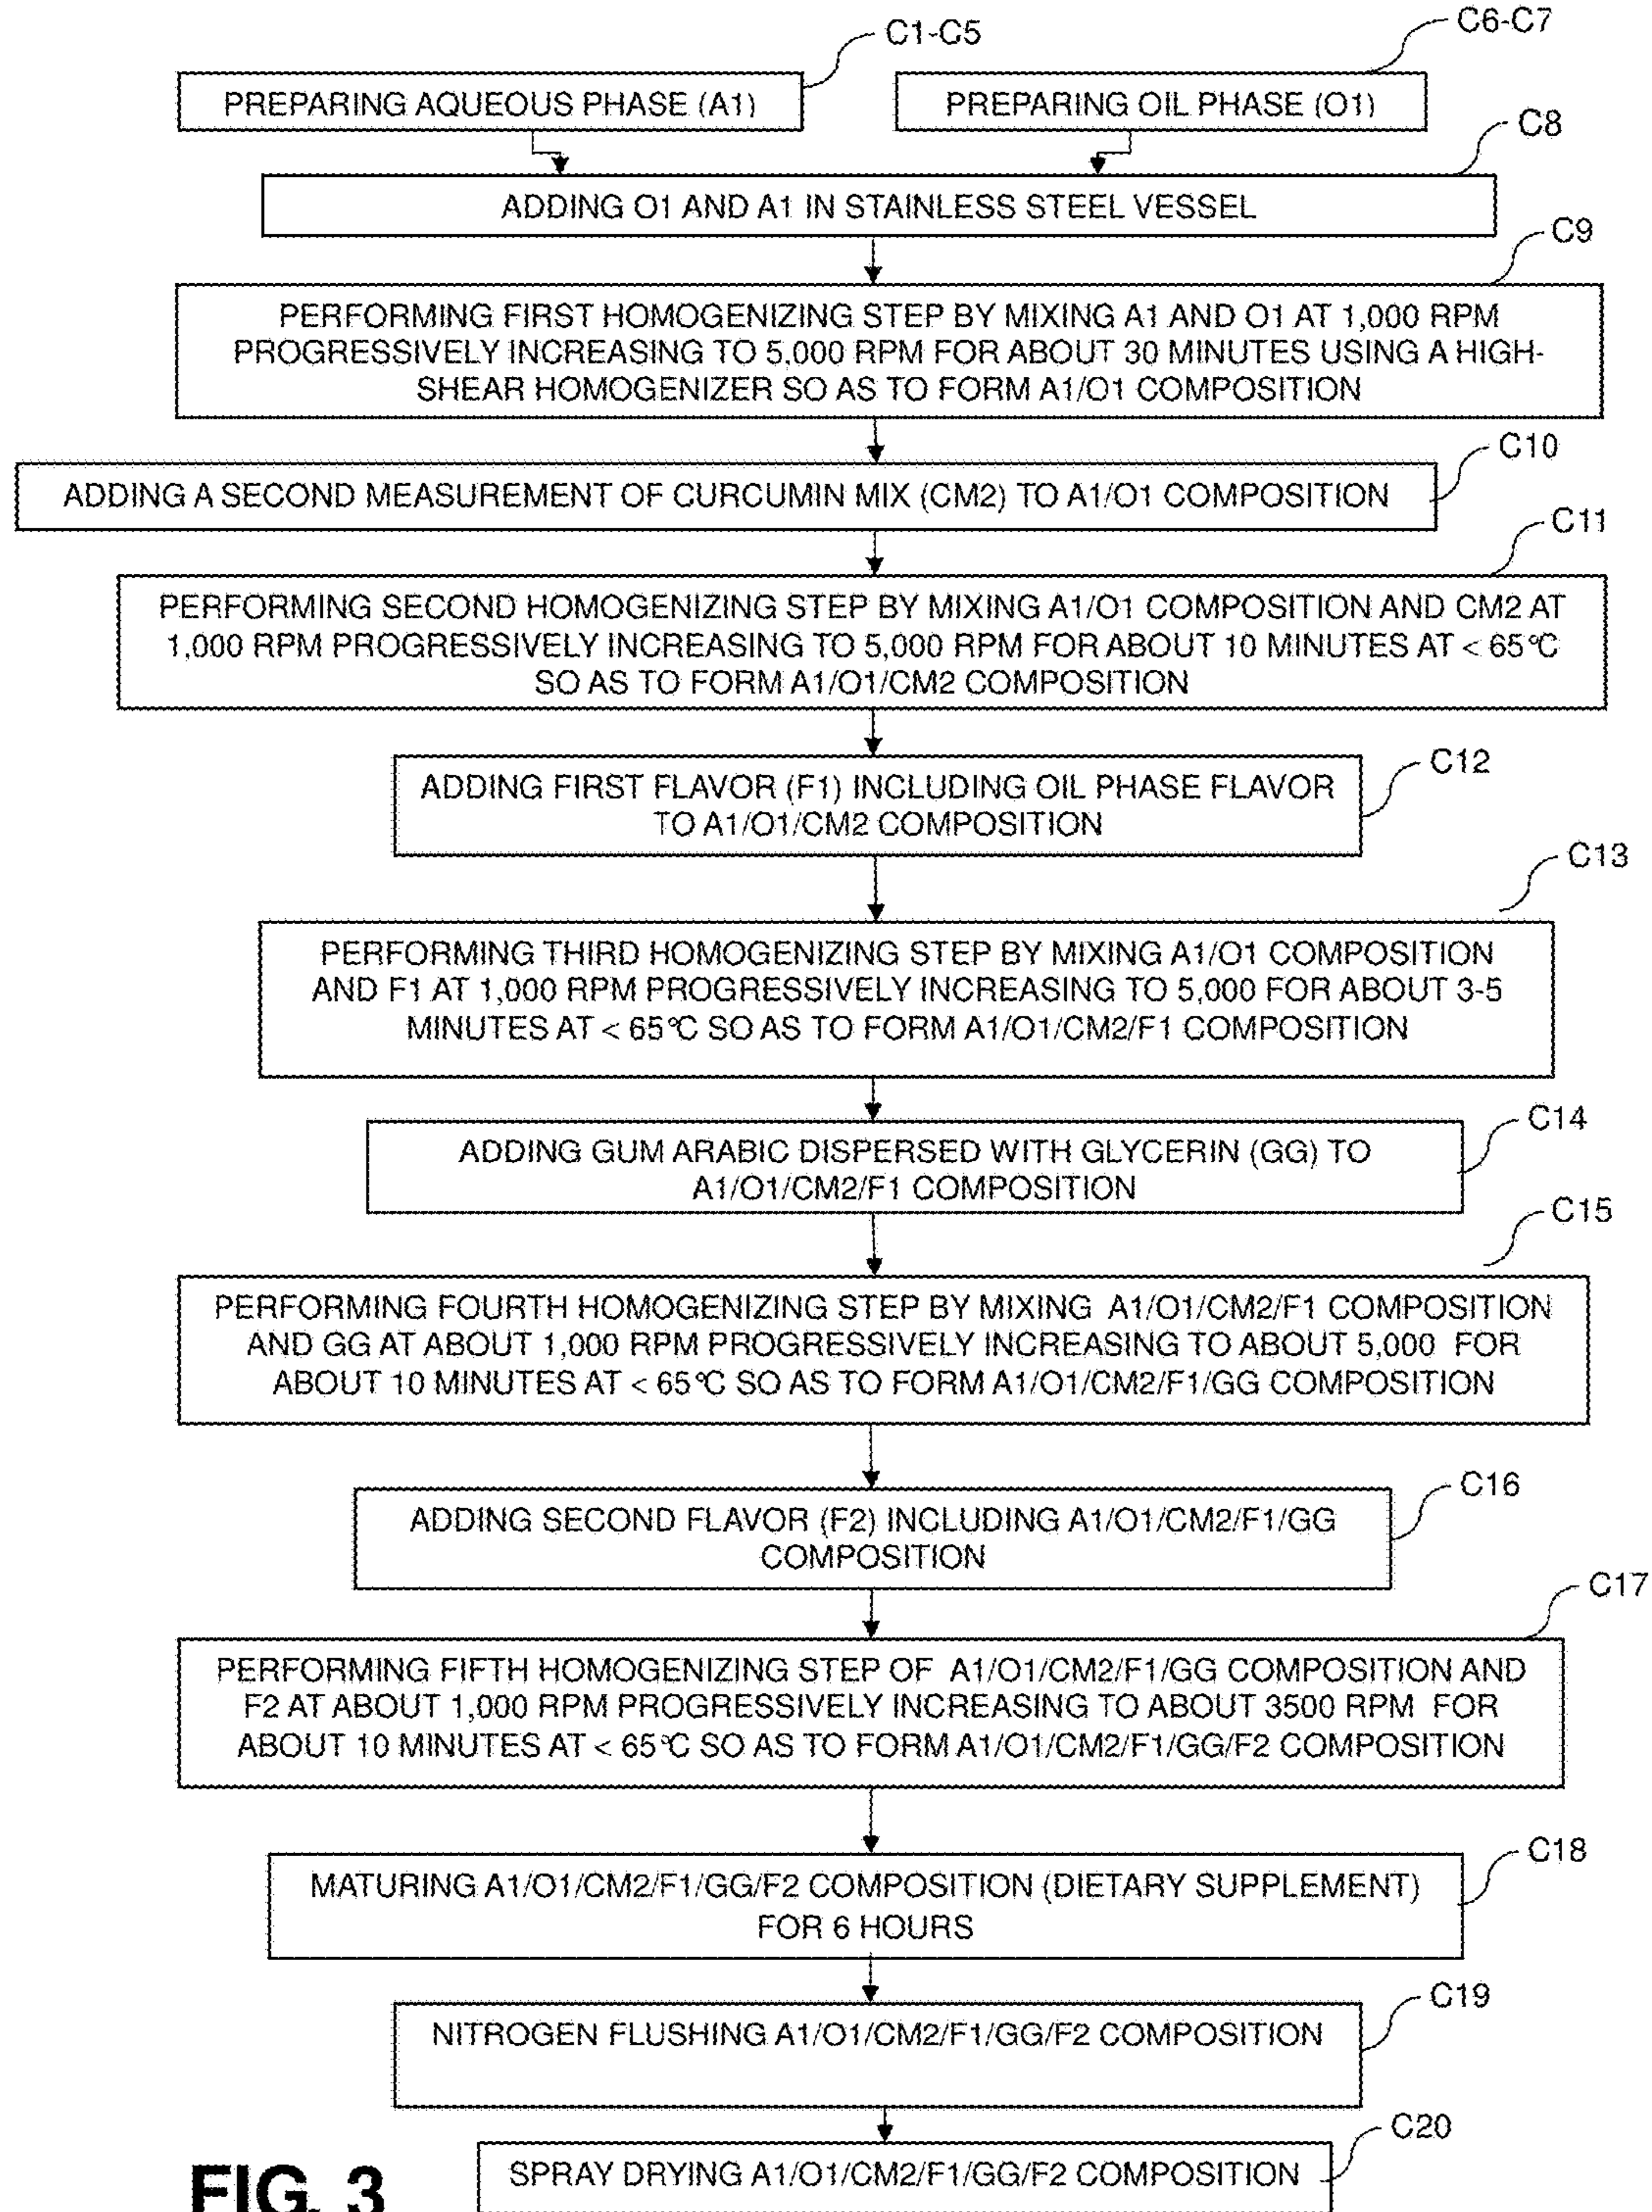 C1-C5
C6-C7
PREPARING AQUEOUS PHASE (A1)
PREPARING OIL PHASE (O1)
C8
ADDING O1 AND A1 IN STAINLESS STEEL VESSEL
C9
PERFORMING FIRST HOMOGENIZING STEP BY MIXING A1 AND O1 AT 1,000 RPM
PROGRESSIVELY INCREASING TO 5,000 RPM FOR ABOUT 30 MINUTES USING A HIGH-
SHEAR HOMOGENIZER SO AS TO FORM A1/O1 COMPOSITION
C10
ADDING A SECOND MEASUREMENT OF CURCUMIN MIX (CM2) TO A1/O1 COMPOSITION
C11
PERFORMING SECOND HOMOGENIZING STEP BY MIXING A1/O1 COMPOSITION AND CM2 AT
1,000 RPM PROGRESSIVELY INCREASING TO 5,000 RPM FOR ABOUT 10 MINUTES AT < 65°C
SO AS TO FORM A1/O1/CM2 COMPOSITION
C12
ADDING FIRST FLAVOR (F1) INCLUDING OIL PHASE FLAVOR
TO A1/O1/CM2 COMPOSITION
C13
PERFORMING THIRD HOMOGENIZING STEP BY MIXING A1/O1 COMPOSITION
AND F1 AT 1,000 RPM PROGRESSIVELY INCREASING TO 5,000 FOR ABOUT 3-5
MINUTES AT < 65°C SO AS TO FORM A1/O1/CM2/F1 COMPOSITION
C14
ADDING GUM ARABIC DISPERSED WITH GLYCERIN (GG) TO
A1/O1/CM2/F1 COMPOSITION
C15
PERFORMING FOURTH HOMOGENIZING STEP BY MIXING A1/O1/CM2/F1 COMPOSITION
AND GG AT ABOUT 1,000 RPM PROGRESSIVELY INCREASING TO ABOUT 5,000 FOR
ABOUT 10 MINUTES AT < 65°C SO AS TO FORM A1/O1/CM2/F1/GG COMPOSITION
C16
ADDING SECOND FLAVOR (F2) INCLUDING A1/O1/CM2/F1/GG
COMPOSITION
C17
PERFORMING FIFTH HOMOGENIZING STEP OF A1/O1/CM2/F1/GG COMPOSITION AND
F2 AT ABOUT 1,000 RPM PROGRESSIVELY INCREASING TO ABOUT 3500 RPM FOR
ABOUT 10 MINUTES AT < 65°C SO AS TO FORM A1/O1/CM2/F1/GG/F2 COMPOSITION
C18
MATURING A1/O1/CM2/F1/GG/F2 COMPOSITION (DIETARY SUPPLEMENT)
FOR 6 HOURS
C19
NITROGEN FLUSHING A1/O1/CM2/F1/GG/F2 COMPOSITION
C20
SPRAY DRYING A1/O1/CM2/F1/GG/F2 COMPOSITION
FIG. 3